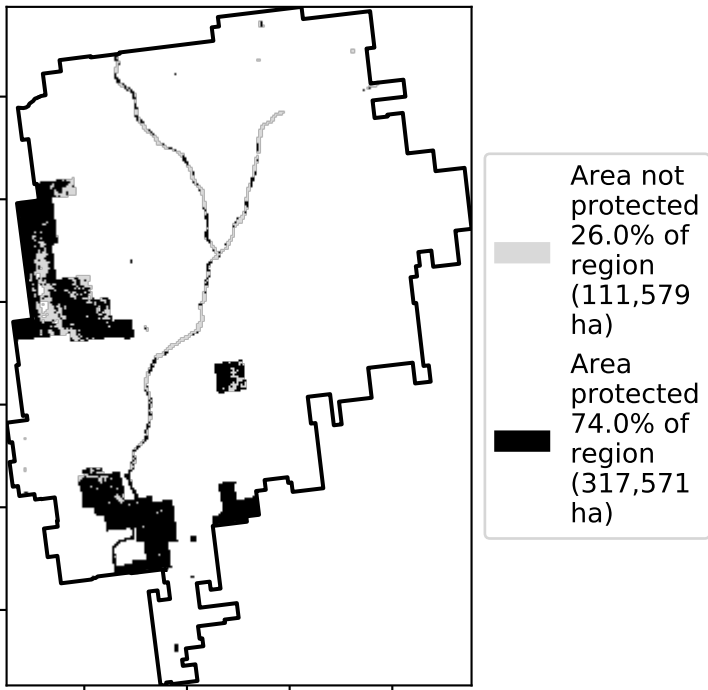 Area not
protected
26.0% of
region
(111,579
ha)
Area
protected
74.0% of
region
(317,571
ha)